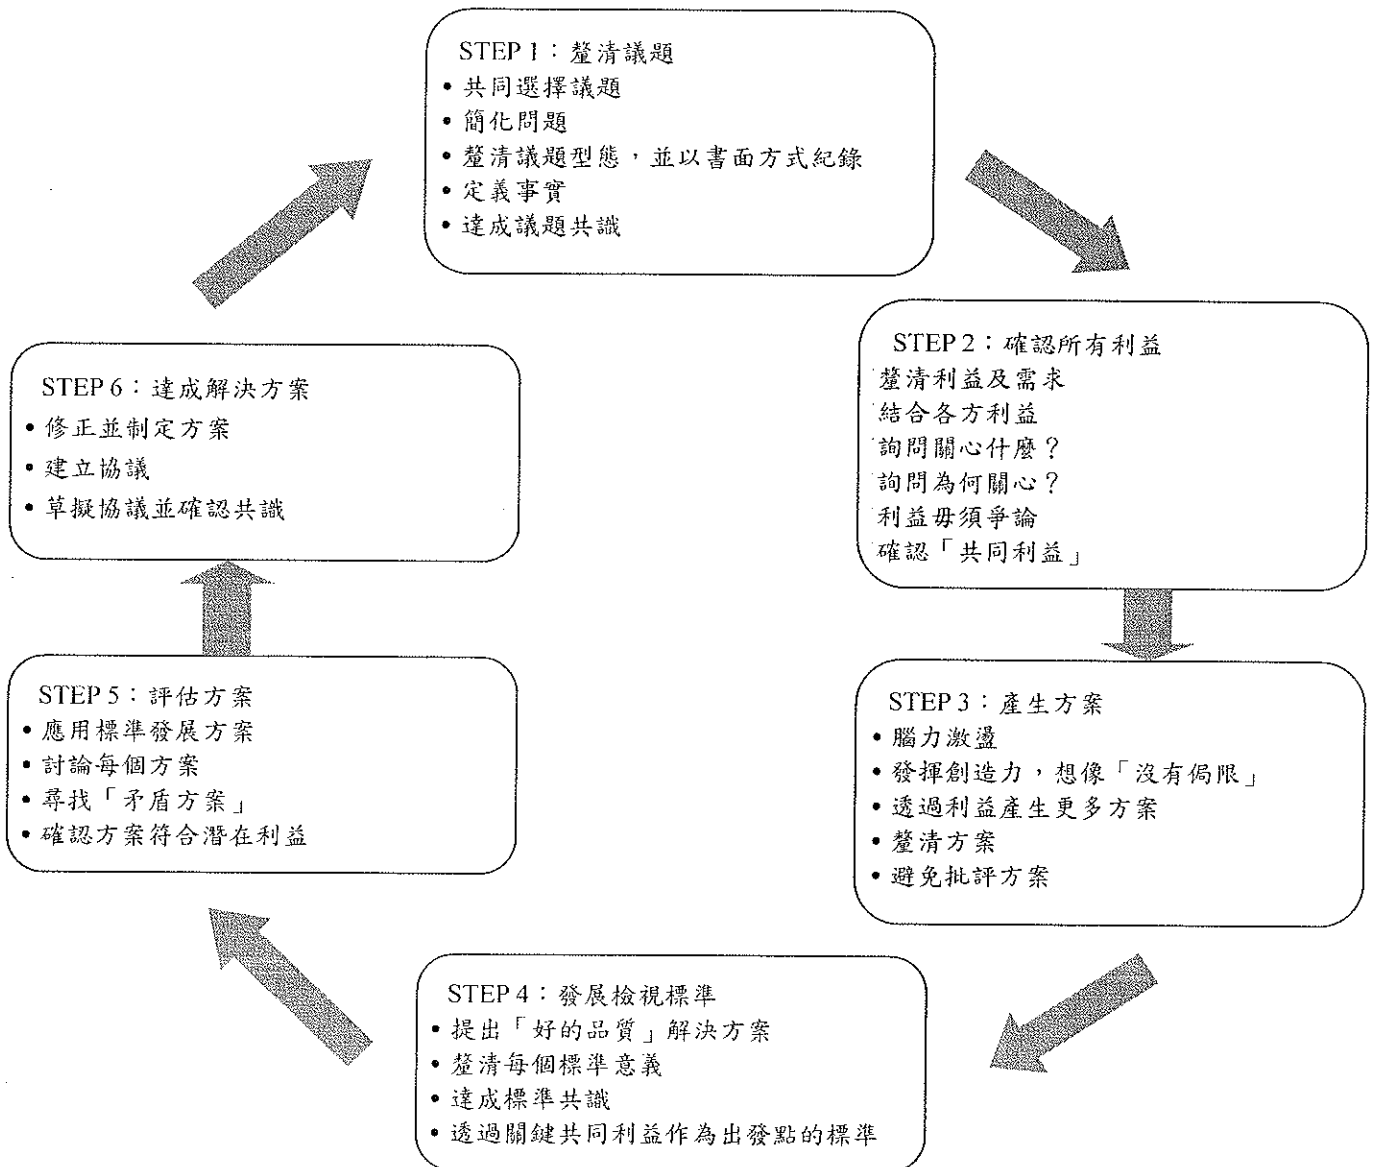 STEP 1：釐清議題
• 共同選擇議題
• 簡化問題
• 釐清議題型態，並以書面方式紀錄
• 定義事實
• 達成議題共識
STEP 2：確認所有利益
釐清利益及需求
結合各方利益
詢問關心什麼？
詢問為何關心？
利益毋須爭論
確認「共同利益」
STEP 3：產生方案
• 腦力激盪
• 發揮創造力，想像「沒有侷限」
• 透過利益產生更多方案
• 釐清方案
• 避免批評方案
STEP 4：發展檢視標準
• 提出「好的品質」解決方案
• 釐清每個標準意義
• 達成標準共識
• 透過關鍵共同利益作為出發點的標準
STEP 5：評估方案
• 應用標準發展方案
• 討論每個方案
• 尋找「矛盾方案」
• 確認方案符合潛在利益
STEP 6：達成解決方案
• 修正並制定方案
• 建立協議
• 草擬協議並確認共識